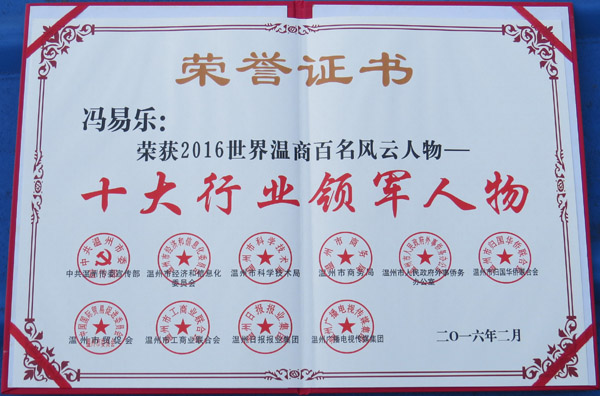 荣誉证书
冯易乐：
荣获2016世界温商百名风云人物—
十大行业领军人物
中共温州市委宣传部
温州市经济和信息化委员会
温州市科学技术局
温州市商务局
温州市人民政府外事侨务办公室
温州市归国华侨联合会
温州市贸促会
温州市工商业联合会
温州日报报业集团
温州广播电视传媒集团
二〇一六年二月